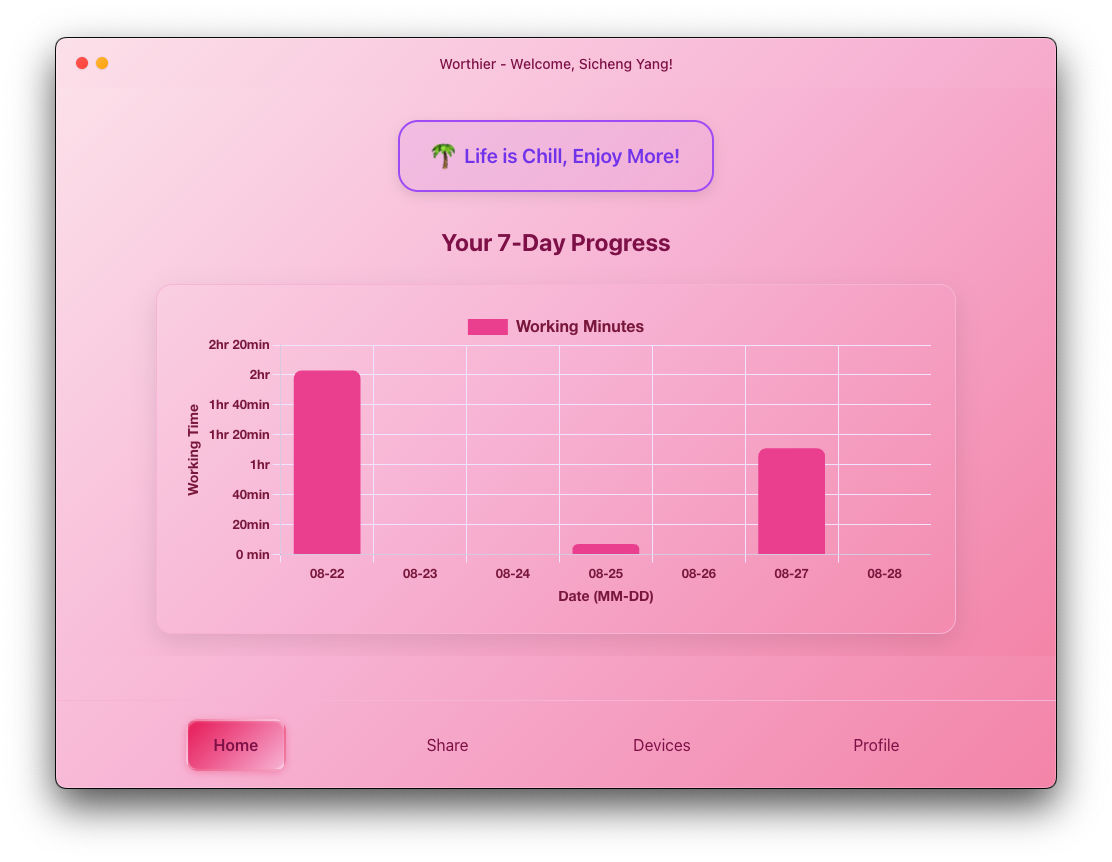 Worthier - Welcome, Sicheng Yang!
🌴 Life is Chill, Enjoy More!
Your 7-Day Progress
Working Minutes
Working Time
2hr 20min
2hr
1hr 40min
1hr 20min
1hr
40min
20min
0 min
08-22 08-23 08-24 08-25 08-26 08-27 08-28
Date (MM-DD)
Home Share Devices Profile